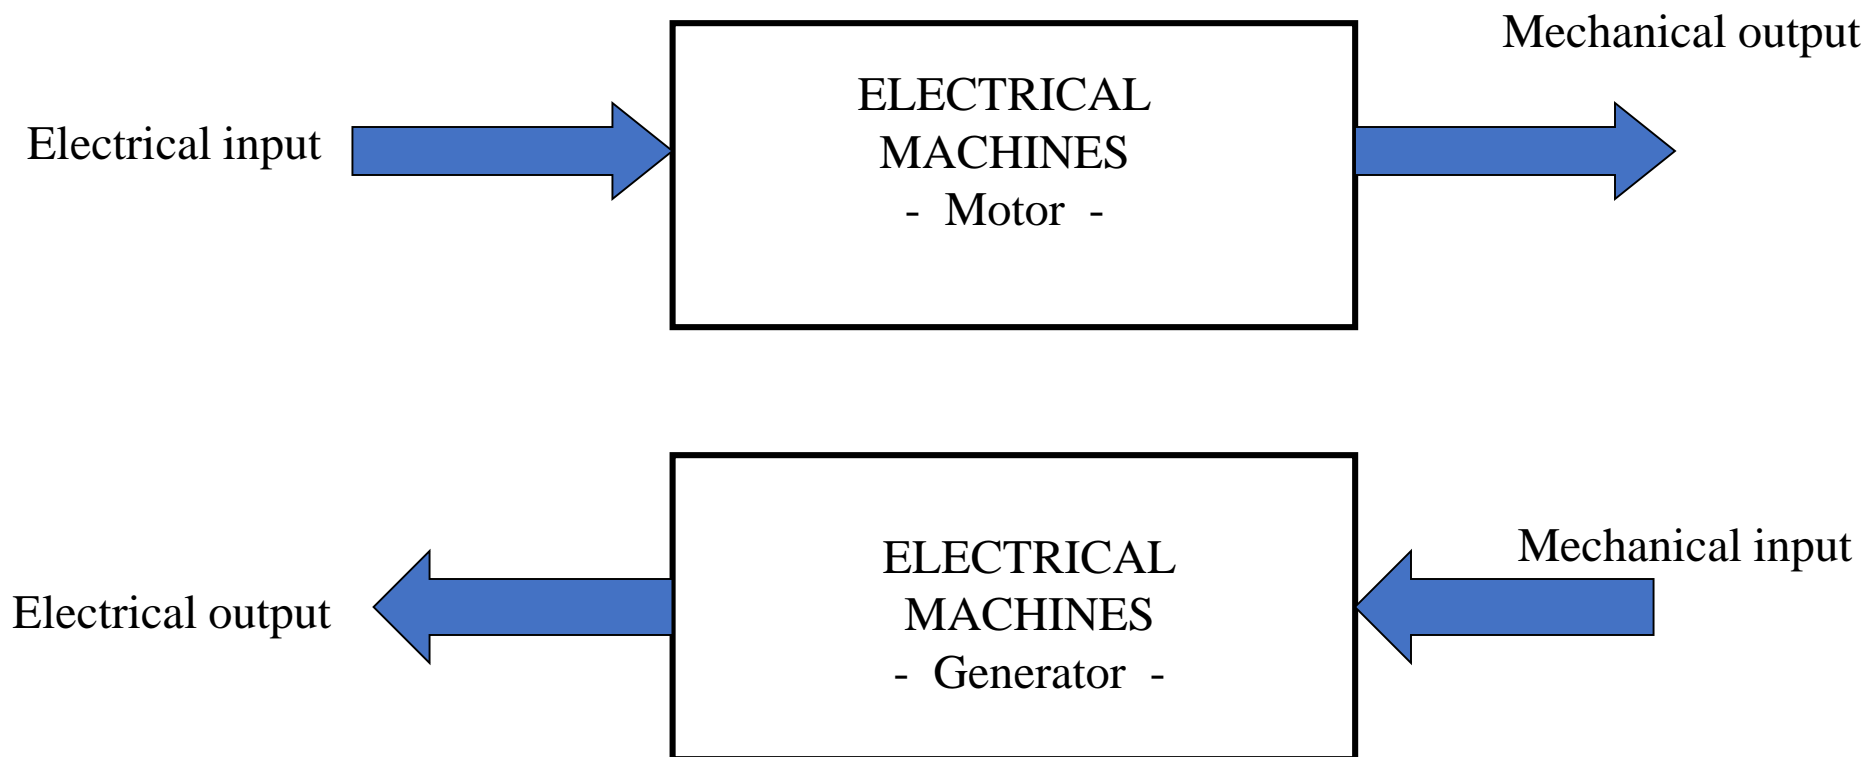 Mechanical output
Electrical input
ELECTRICAL
MACHINES
- Motor -
Mechanical input
Electrical output
ELECTRICAL
MACHINES
- Generator -